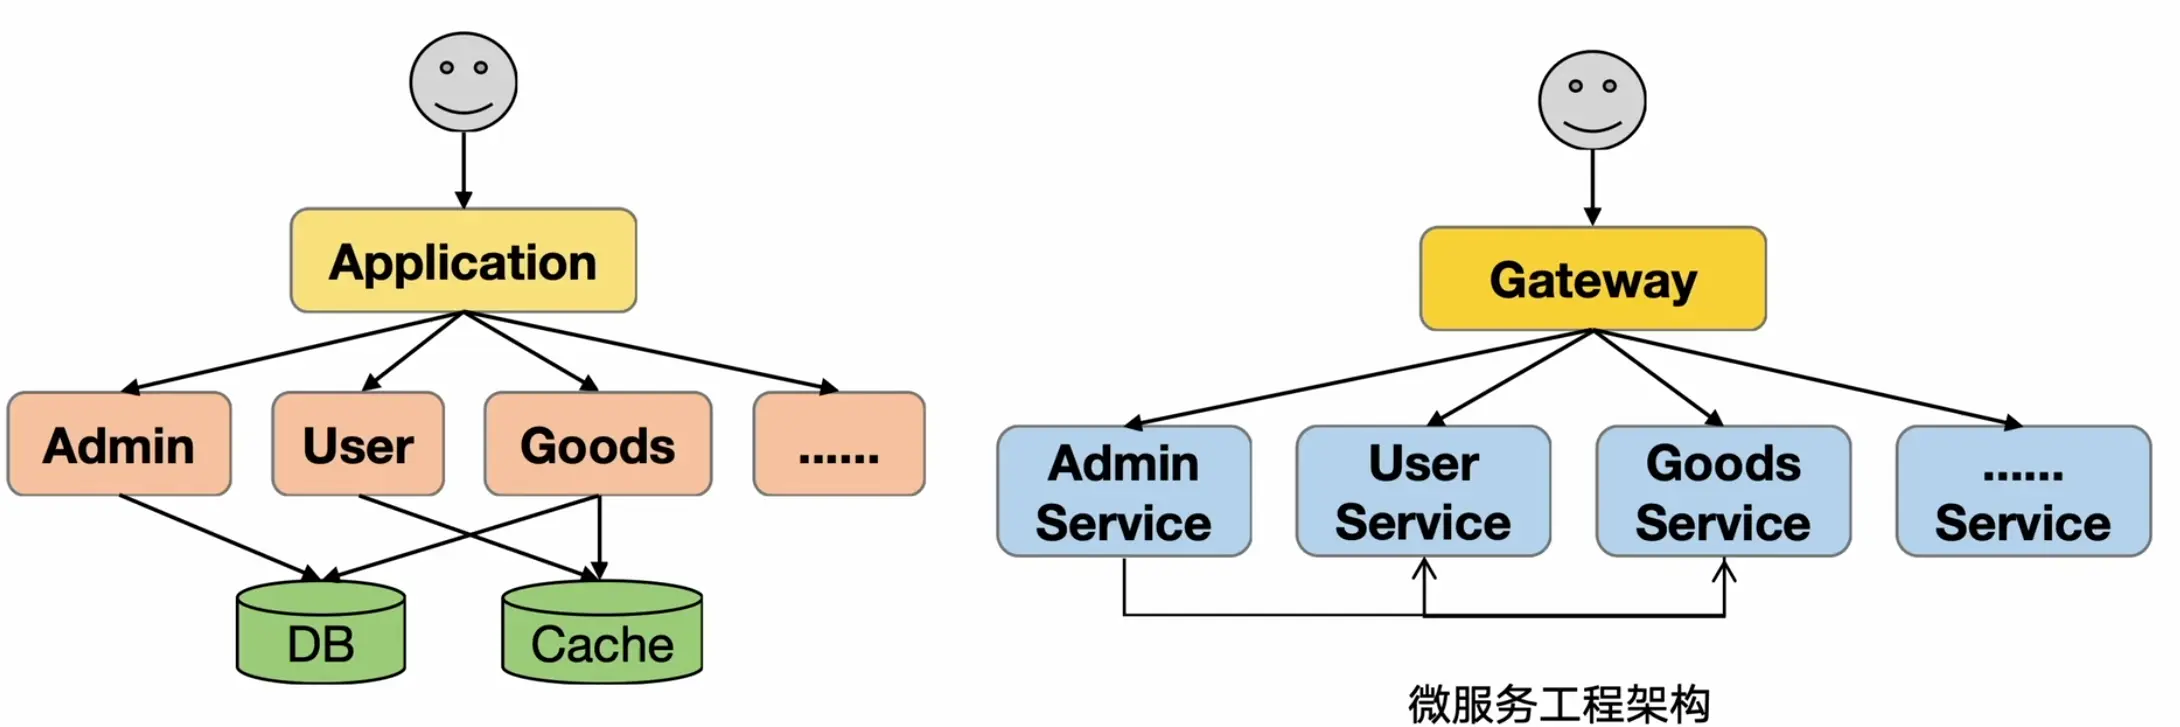 Application
Admin
User
Goods
......
DB
Cache
Gateway
Admin
Service
User
Service
Goods
Service
......
Service
微服务工程架构